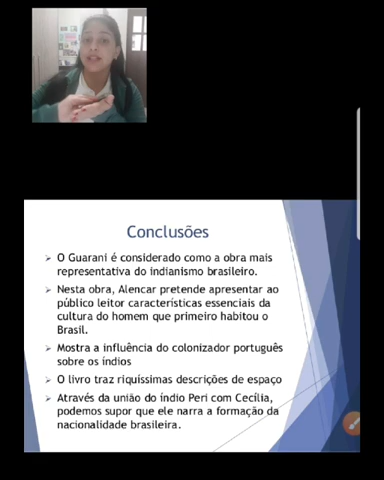 Conclusões
➢ O Guarani é considerado como a obra mais
representativa do indianismo brasileiro.
➢ Nesta obra, Alencar pretende apresentar ao
público leitor características essenciais da
cultura do homem que primeiro habitou o
Brasil.
➢ Mostra a influência do colonizador português
sobre os índios
➢ O livro traz riquíssimas descrições de espaço
➢ Através da união do índio Peri com Cecília,
podemos supor que ele narra a formação da
nacionalidade brasileira.